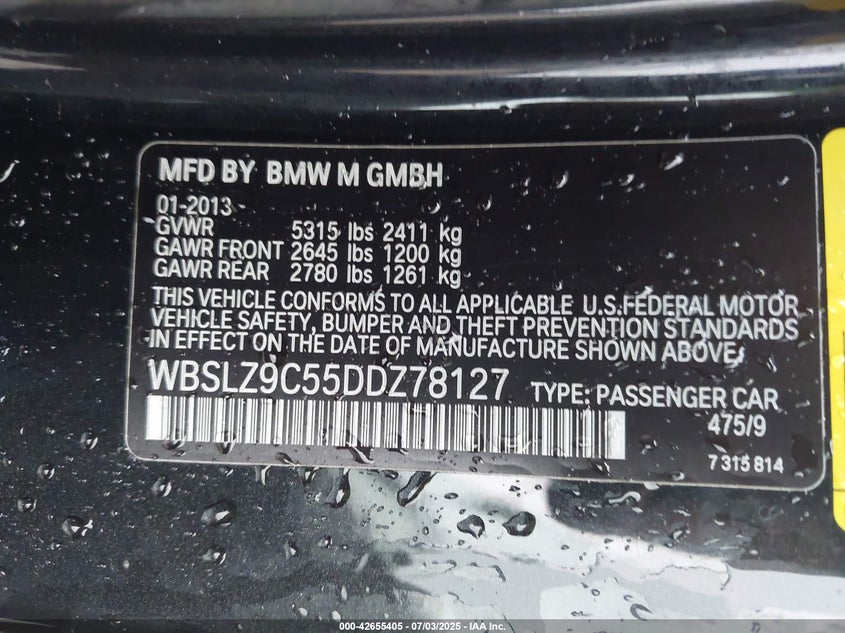 MFD BY BMW M GMBH
01-2013
GVWR 5315 lbs 2411 kg
GAWR FRONT 2645 lbs 1200 kg
GAWR REAR 2780 lbs 1261 kg
THIS VEHICLE CONFORMS TO ALL APPLICABLE U.S.FEDERAL MOTOR
VEHICLE SAFETY, BUMPER AND THEFT PREVENTION STANDARDS
IN EFFECT ON THE DATE OF MANUFACTURE SHOWN ABOVE.
WBSLZ9C55DDZ78127 TYPE: PASSENGER CAR
475/9
7 315 814
000-42655405 - 07/03/2025 - IAA Inc.